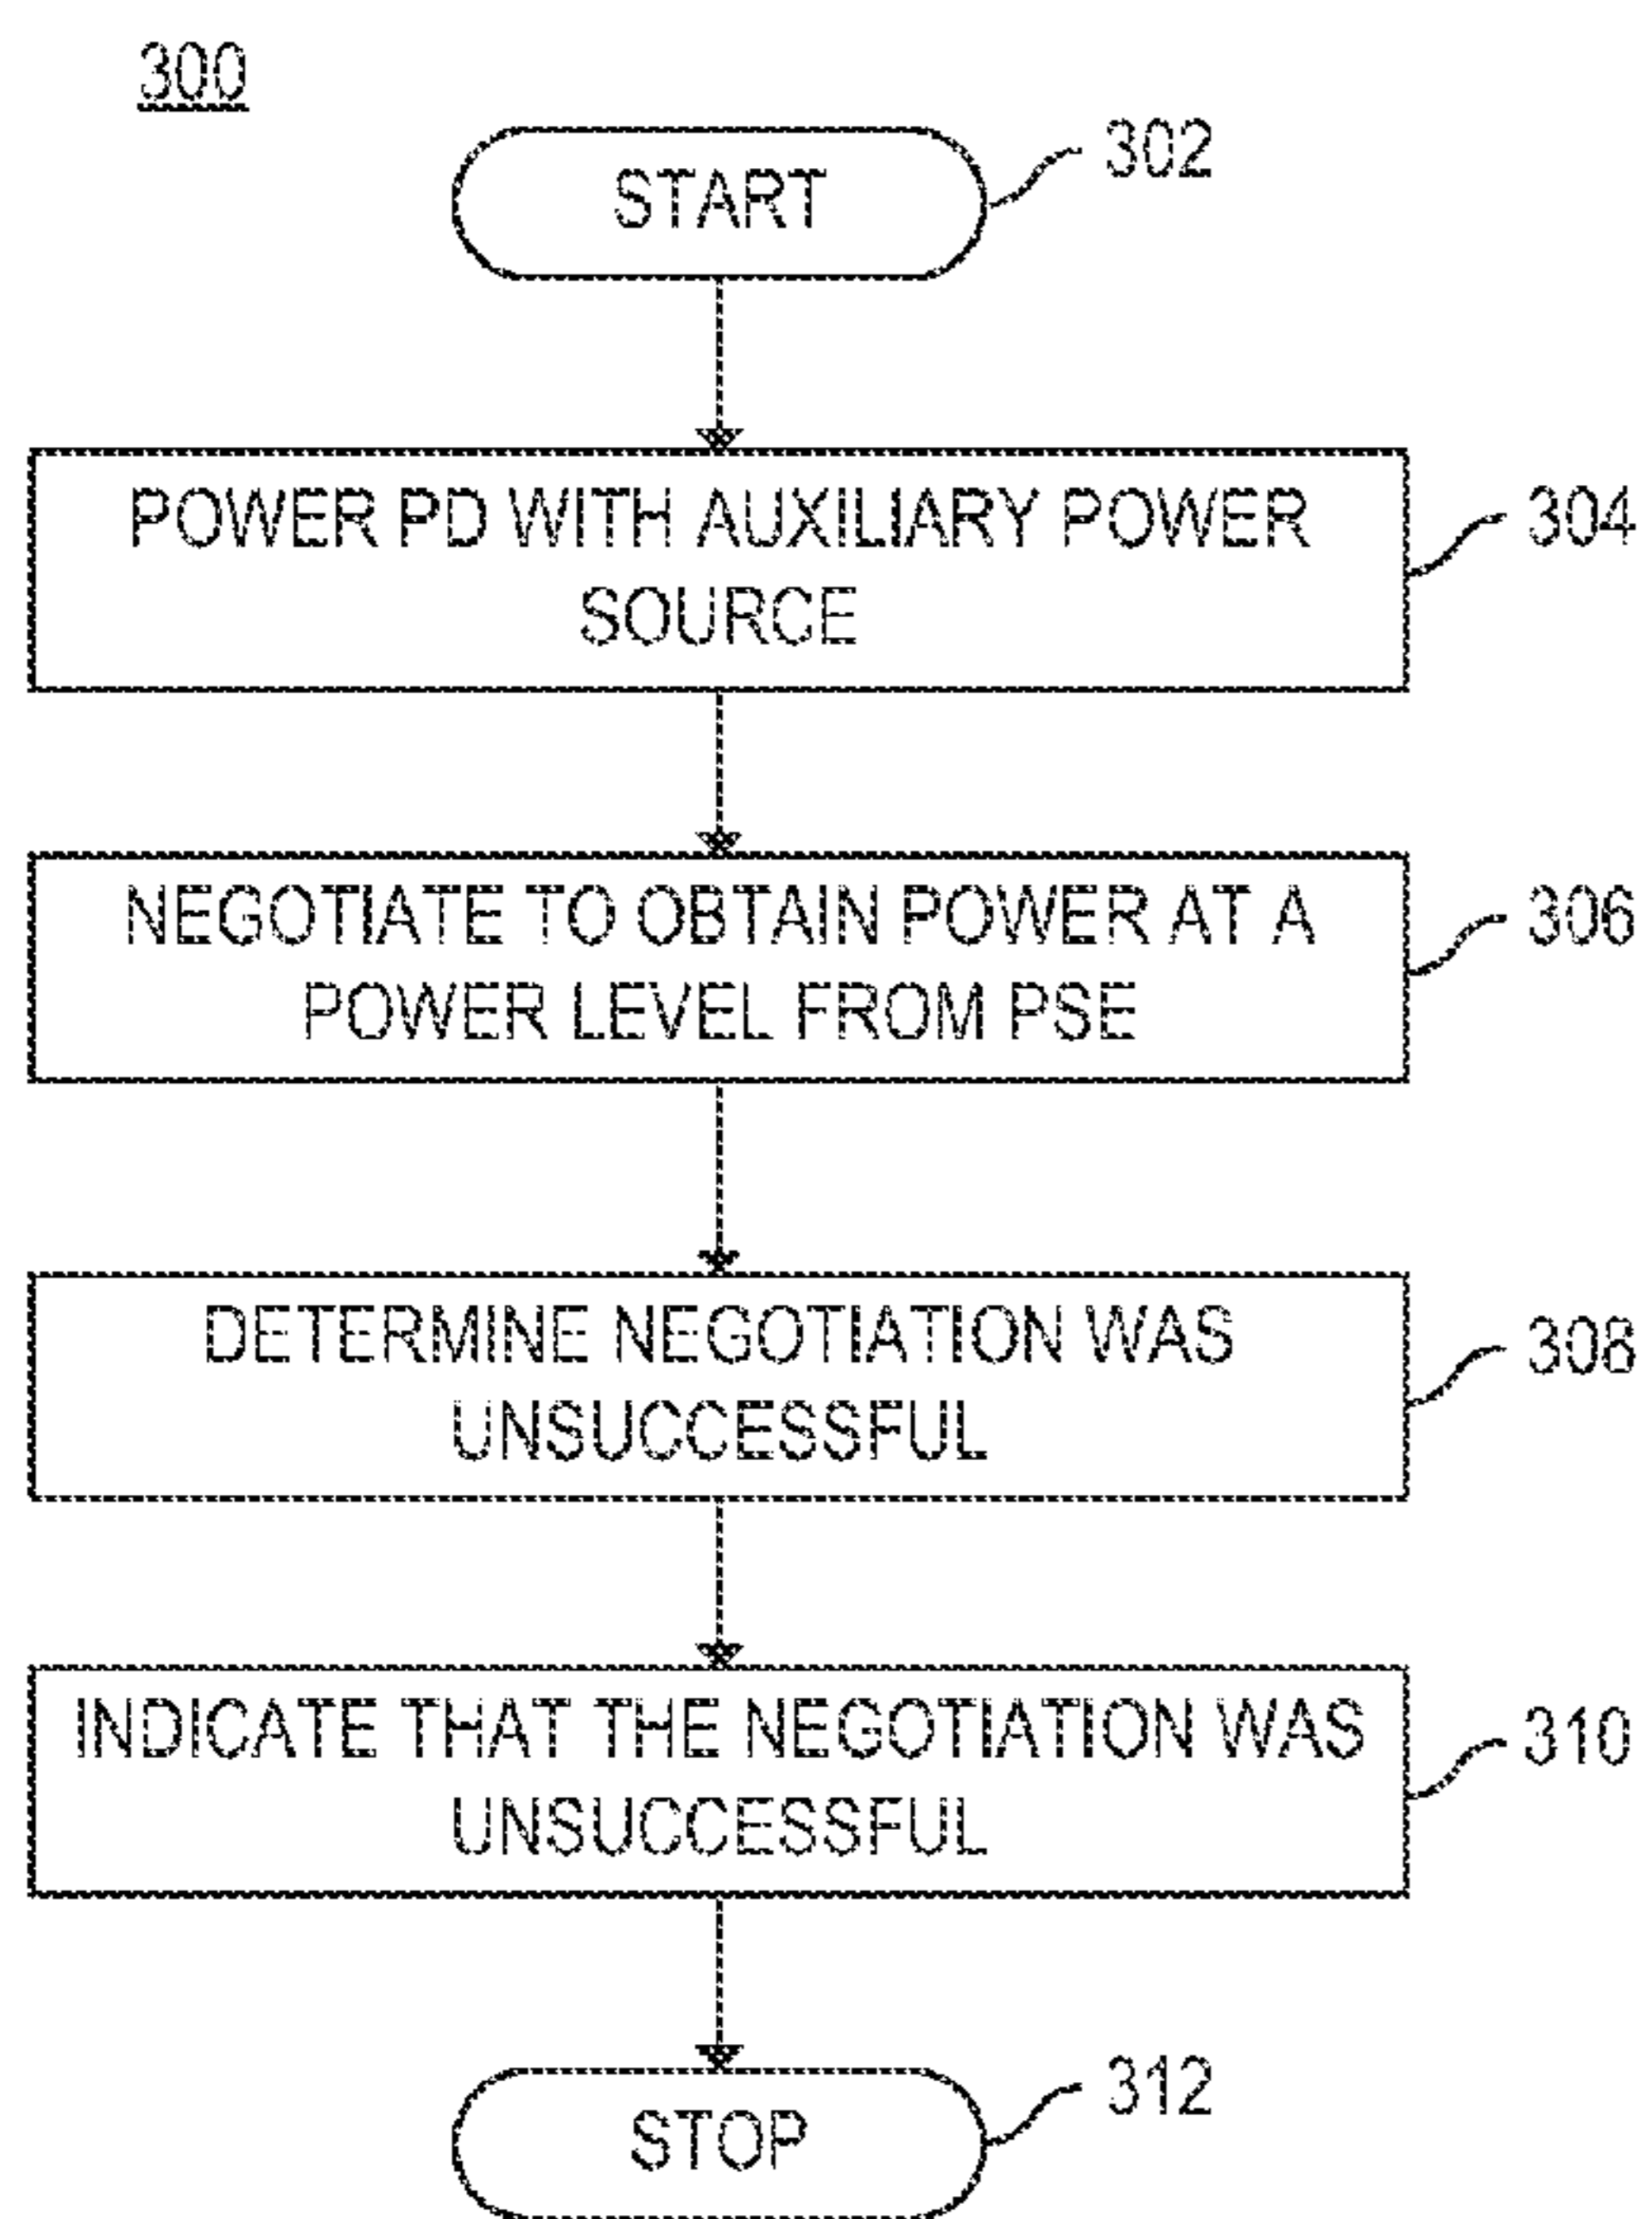 300
START
302
POWER PD WITH AUXILIARY POWER
SOURCE
304
NEGOTIATE TO OBTAIN POWER AT A
POWER LEVEL FROM PSE
306
DETERMINE NEGOTIATION WAS
UNSUCCESSFUL
308
INDICATE THAT THE NEGOTIATION WAS
UNSUCCESSFUL
310
STOP
312